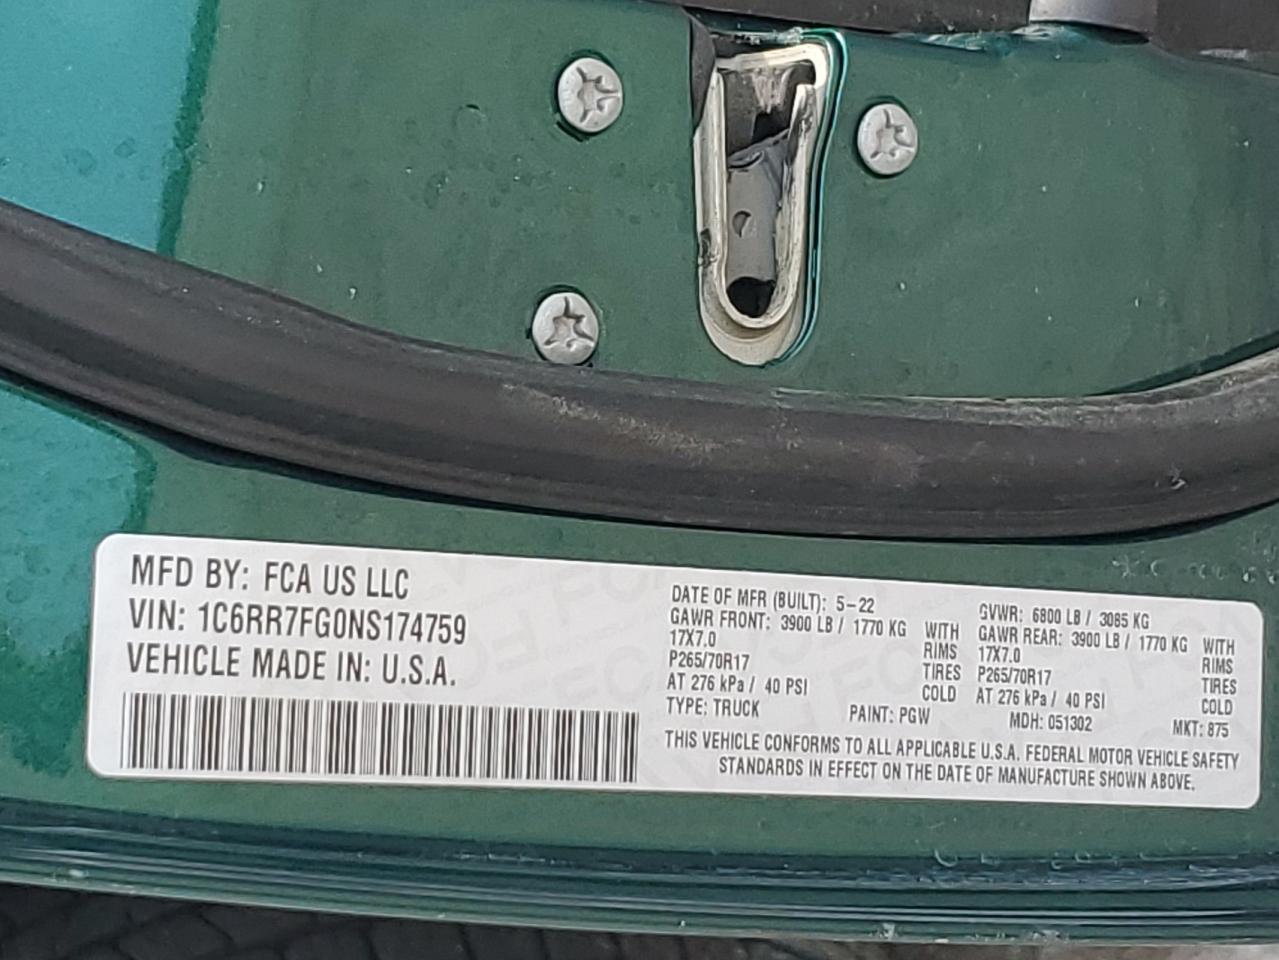 MFD BY: FCA US LLC
VIN: 1C6RR7FG0NS174759
VEHICLE MADE IN: U.S.A.
DATE OF MFR (BUILT): 5-22
GAWR FRONT: 3900 LB / 1770 KG WITH
17X7.0 RIMS
P265/70R17 TIRES
AT 276 kPa / 40 PSI COLD
TYPE: TRUCK PAINT: PGW
GVWR: 6800 LB / 3085 KG
GAWR REAR: 3900 LB / 1770 KG WITH
17X7.0 RIMS
P265/70R17 TIRES
AT 276 kPa / 40 PSI COLD
MDH: 051302 MKT: 875
THIS VEHICLE CONFORMS TO ALL APPLICABLE U.S.A. FEDERAL MOTOR VEHICLE SAFETY
STANDARDS IN EFFECT ON THE DATE OF MANUFACTURE SHOWN ABOVE.